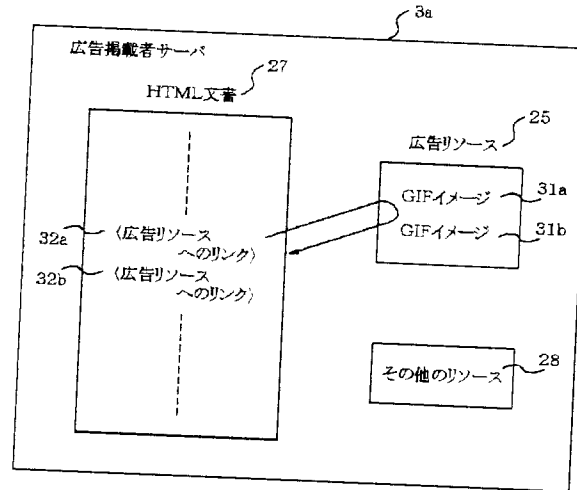 3a
広告掲載者サーバ
27
HTML文書
25
広告リソース
GIFイメージ
31a
GIFイメージ
31b
32a
〈広告リソース
へのリンク〉
32b
〈広告リソース
へのリンク〉
その他のリソース
28